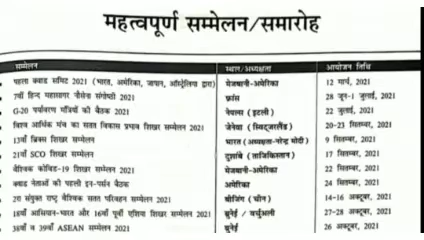 महत्वपूर्ण सम्मेलन/समारोह
सम्मेलन स्थान/अध्यक्षता आयोजन तिथि
पहला क्वाड समिट 2021 (भारत, अमेरिका, जापान, ऑस्ट्रेलिया द्वारा) मेजबानी-अमेरिका 12 मार्च, 2021
7वाँ हिन्द महासागर नौसेना संगोष्ठी 2021 फ्रांस 28 जून-1 जुलाई, 2021
G-20 पर्यावरण मंत्रियों की बैठक 2021 नेपल्स (इटली) 22 जुलाई, 2021
विश्व आर्थिक मंच का सतत विकास प्रभाव शिखर सम्मेलन 2021 जेनेवा (स्विट्जरलैंड) 20-23 सितम्बर, 2021
13वाँ ब्रिक्स शिखर सम्मेलन भारत (अध्यक्षता-नरेन्द्र मोदी) 9 सितम्बर, 2021
21वाँ SCO शिखर सम्मेलन दुशांबे (ताजिकिस्तान) 17 सितम्बर, 2021
वैश्विक कोविड-19 शिखर सम्मेलन मेजबानी-अमेरिका 22 सितम्बर, 2021
क्वाड नेताओं की पहली इन-पर्सन बैठक अमेरिका 24 सितम्बर, 2021
20 संयुक्त राष्ट्र वैश्विक सतत परिवहन सम्मेलन 2021 बीजिंग (चीन) 14-16 अक्टूबर, 2021
18वाँ आसियान-भारत और 16वाँ पूर्वी एशिया शिखर सम्मेलन 2021 ब्रुनेई / वर्चुअली 27-28 अक्टूबर, 2021
38वाँ व 39वाँ ASEAN सम्मेलन 2021 ब्रुनेई 26 अक्टूबर, 2021